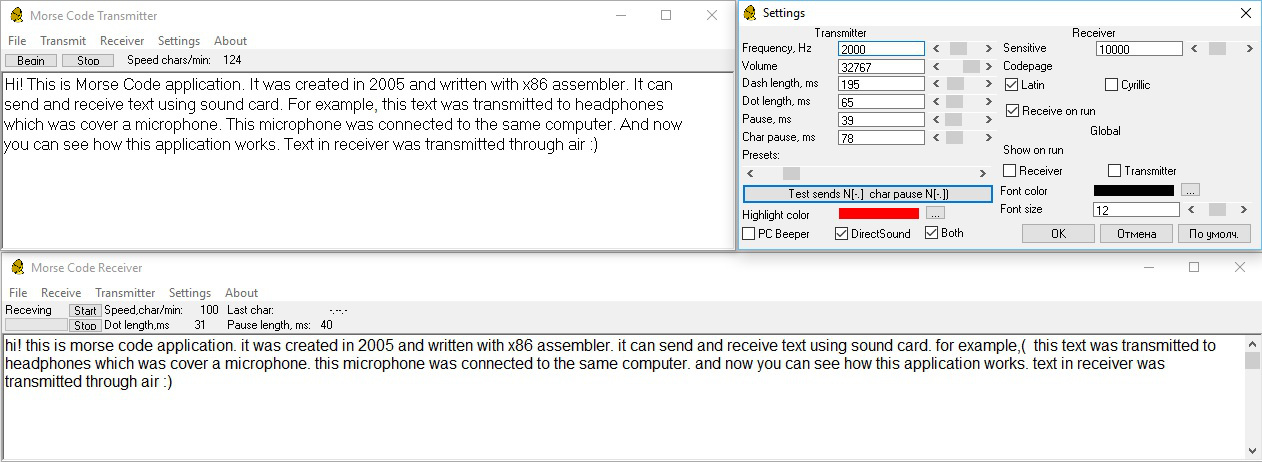 Morse Code Transmitter
File Transmit Receiver Settings About
Begin Stop Speed chars/min: 124
Hi! This is Morse Code application. It was created in 2005 and written with x86 assembler. It can
send and receive text using sound card. For example, this text was transmitted to headphones
which was cover a microphone. This microphone was connected to the same computer. And now
you can see how this application works. Text in receiver was transmitted through air :)
Settings
Transmitter
Frequency, Hz 2000
Volume 32767
Dash length, ms 195
Dot length, ms 65
Pause, ms 39
Char pause, ms 78
Presets:
Test sends N[-.] char pause N[-.])
Highlight color ...
PC Beeper DirectSound Both
Receiver
Sensitive 10000
Codepage
Latin Cyrillic
Receive on run
Global
Show on run
Receiver Transmitter
Font color ...
Font size 12
OK Отмена По умолч.
Morse Code Receiver
File Receive Transmitter Settings About
Receving Start Speed,char/min: 100 Last char: -.--.-
Stop Dot length,ms 31 Pause length, ms: 40
hi! this is morse code application. it was created in 2005 and written with x86 assembler. it can send and receive text using sound card. for example,( this text was transmitted to
headphones which was cover a microphone. this microphone was connected to the same computer. and now you can see how this application works. text in receiver was
transmitted through air :)